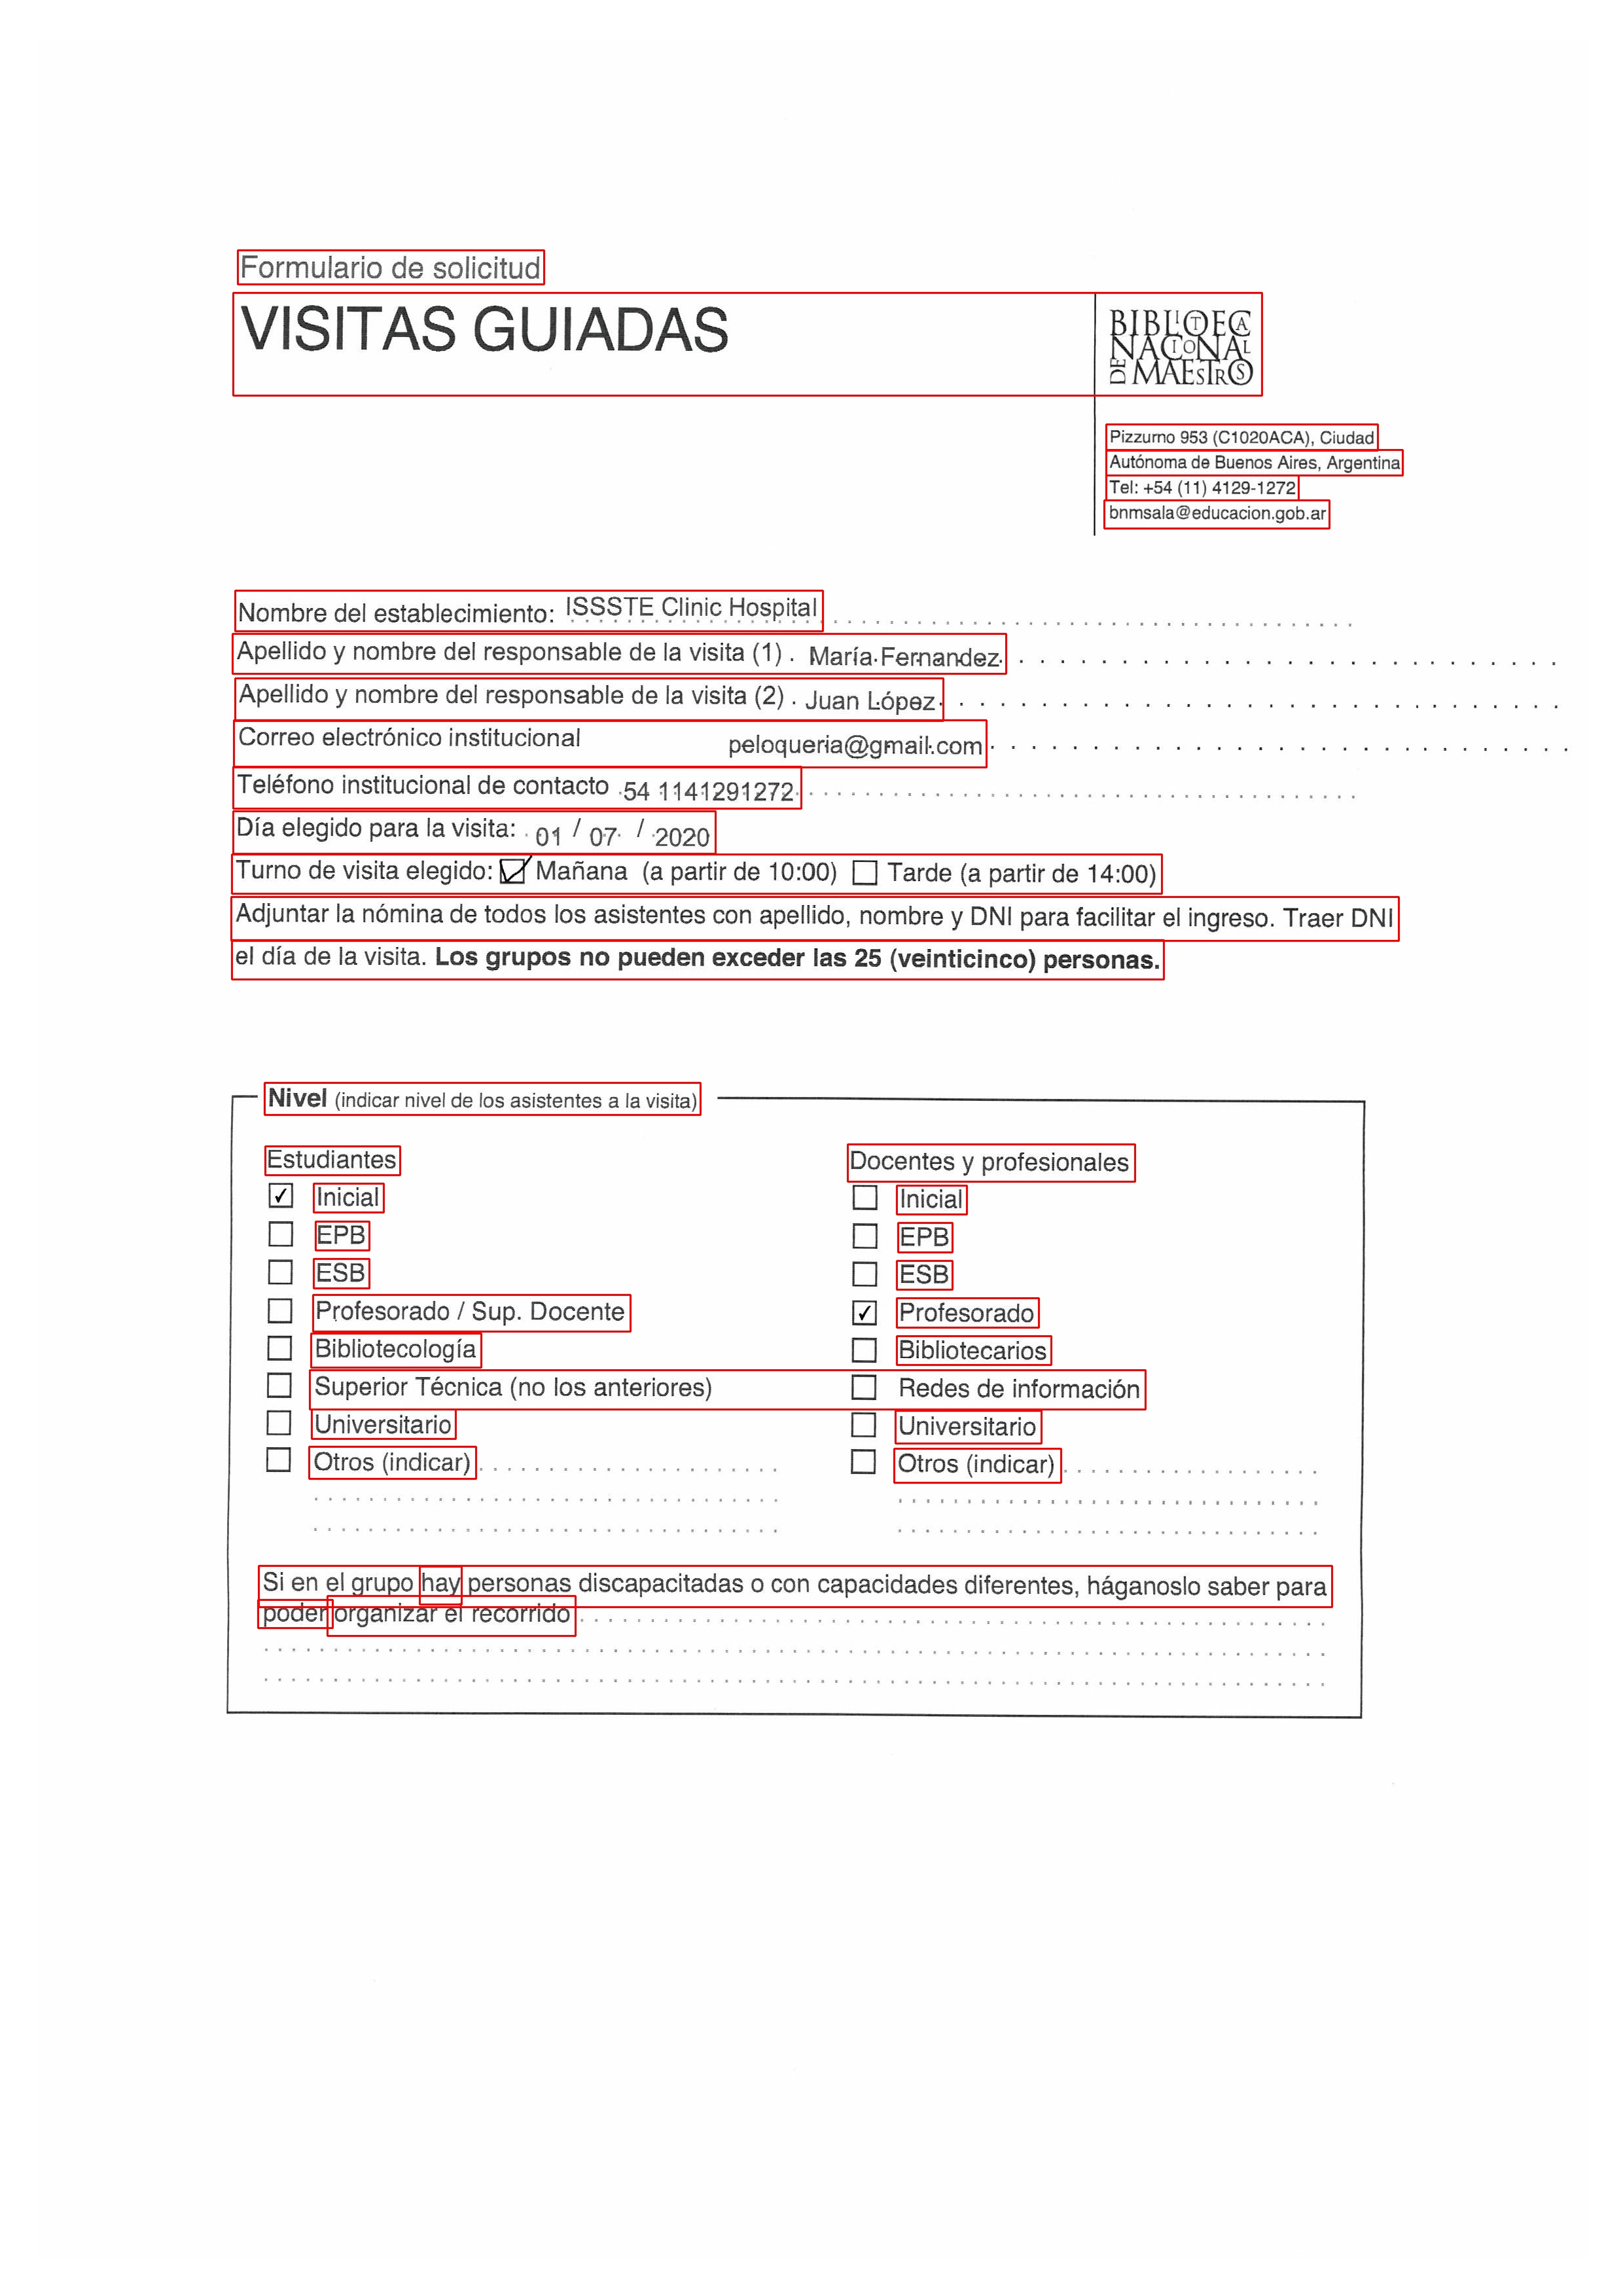 Formulario de solicitud
VISITAS GUIADAS
BIBLIOTECA
NACIONAL
DE MAESTROS
Pizzurno 953 (C1020ACA), Ciudad
Autónoma de Buenos Aires, Argentina
Tel: +54 (11) 4129-1272
bnmsala@educacion.gob.ar
Nombre del establecimiento: ISSSTE Clinic Hospital
Apellido y nombre del responsable de la visita (1) . María Fernandez
Apellido y nombre del responsable de la visita (2) . Juan López
Correo electrónico institucional peloqueria@gmail.com
Teléfono institucional de contacto 54 1141291272
Día elegido para la visita: 01 / 07 / 2020
Turno de visita elegido: ☑ Mañana (a partir de 10:00) ☐ Tarde (a partir de 14:00)
Adjuntar la nómina de todos los asistentes con apellido, nombre y DNI para facilitar el ingreso. Traer DNI
el día de la visita. Los grupos no pueden exceder las 25 (veinticinco) personas.
Nivel (indicar nivel de los asistentes a la visita)
Estudiantes
☑ Inicial
☐ EPB
☐ ESB
☐ Profesorado / Sup. Docente
☐ Bibliotecología
☐ Superior Técnica (no los anteriores)
☐ Universitario
☐ Otros (indicar)
Docentes y profesionales
☐ Inicial
☐ EPB
☐ ESB
☑ Profesorado
☐ Bibliotecarios
☐ Redes de información
☐ Universitario
☐ Otros (indicar)
Si en el grupo hay personas discapacitadas o con capacidades diferentes, háganoslo saber para
poder organizar el recorrido